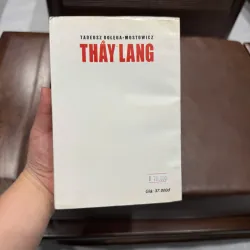 TADEUSZ DOLEGA-MOSTOWICZ
THẦY LANG